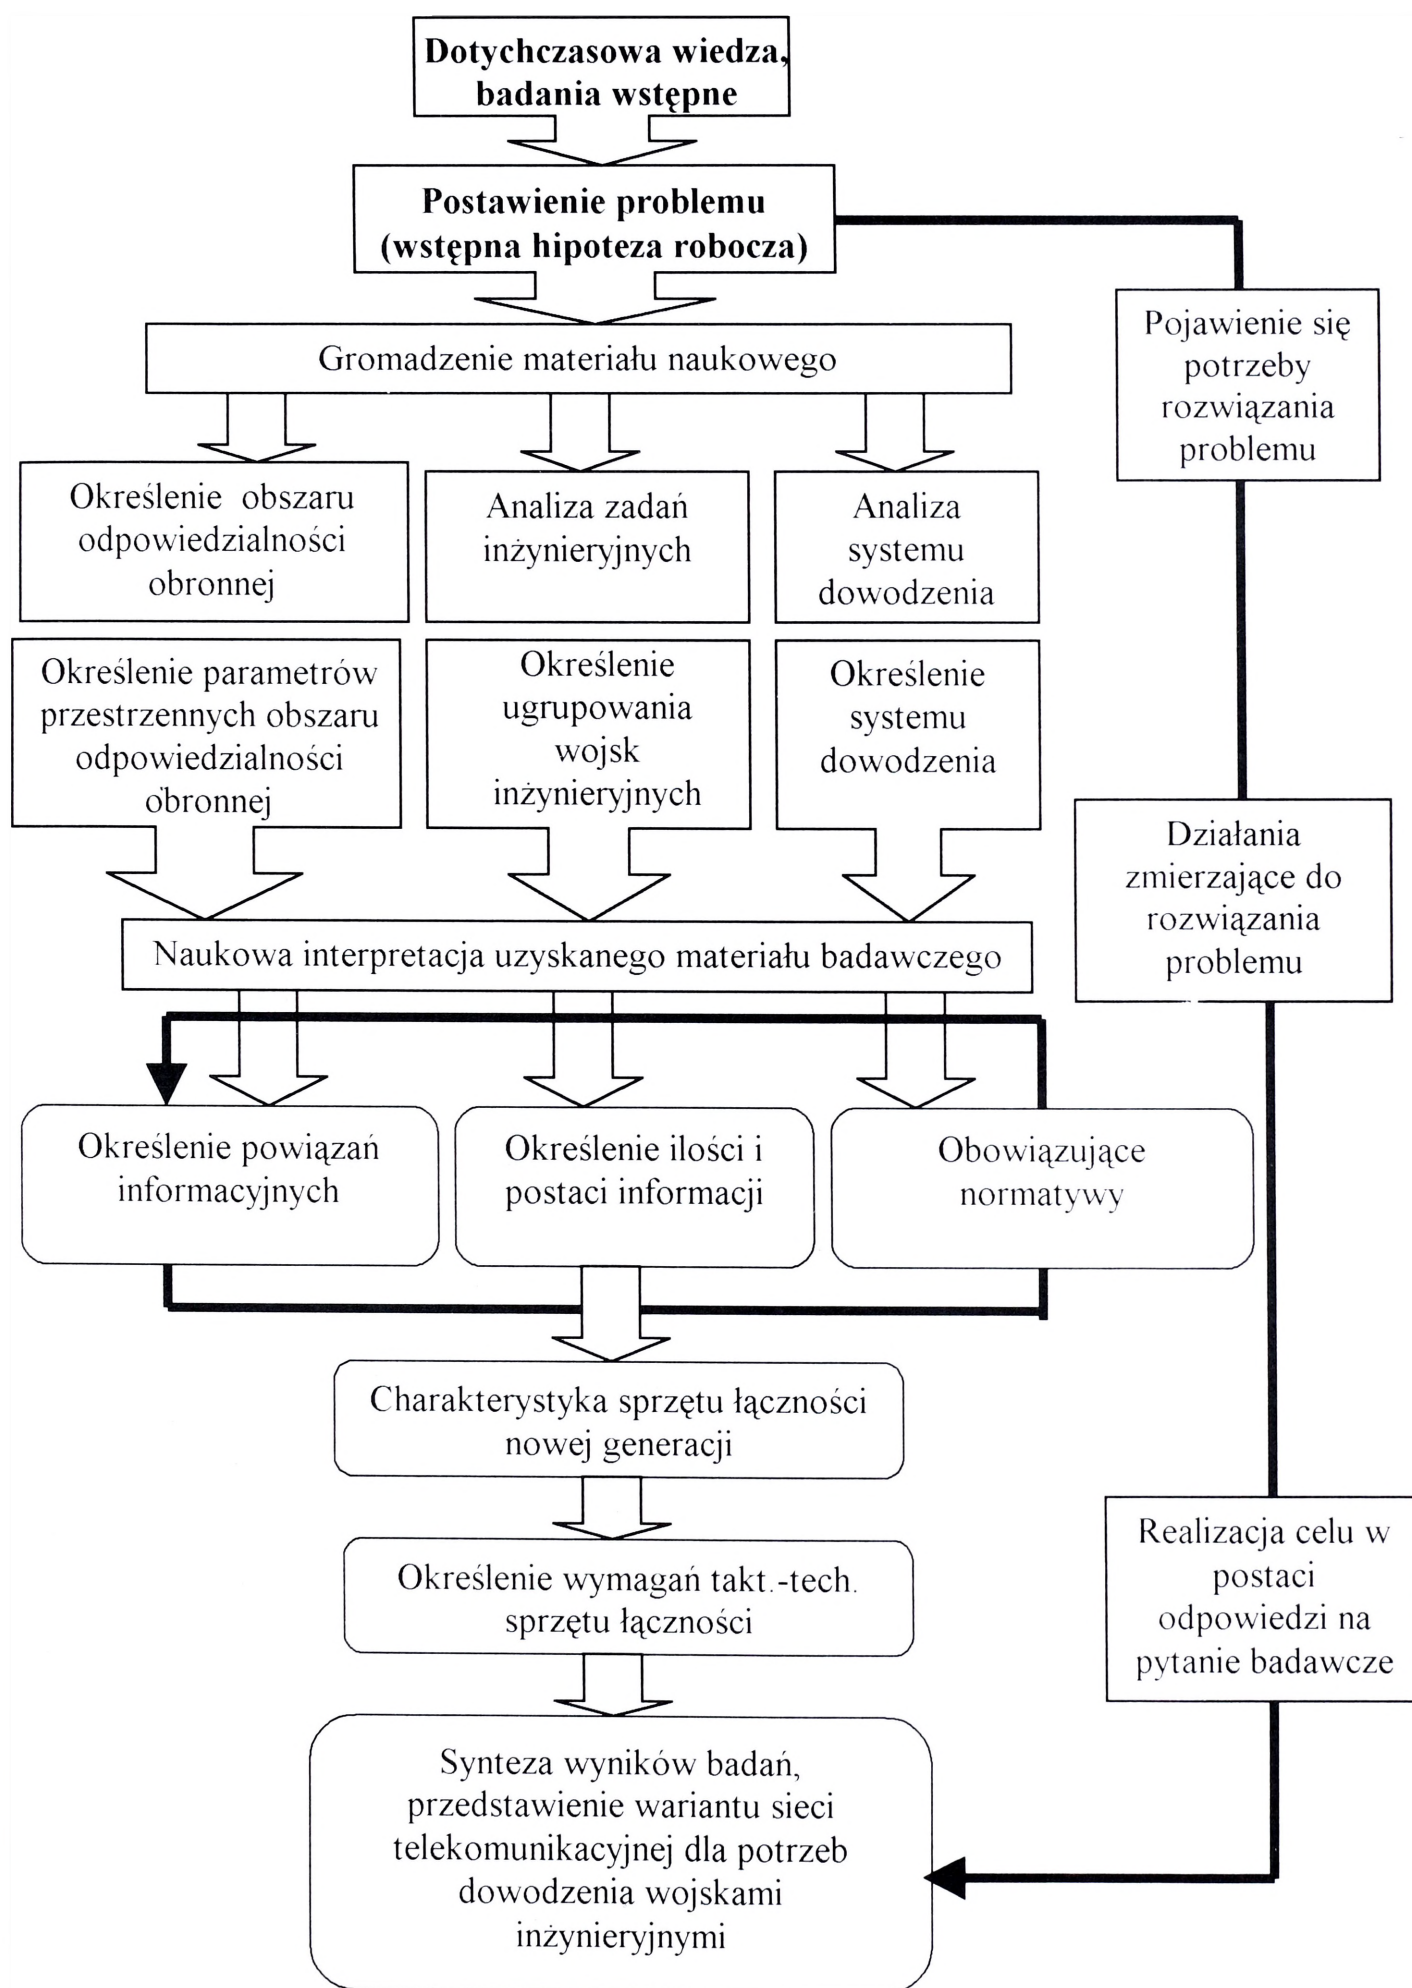 Dotychczasowa wiedza,
badania wstępne
Postawienie problemu
(wstępna hipoteza robocza)
Gromadzenie materiału naukowego
Pojawienie się
potrzeby
rozwiązania
problemu
Określenie obszaru
odpowiedzialności
obronnej
Analiza zadań
inżynieryjnych
Analiza
systemu
dowodzenia
Określenie parametrów
przestrzennych obszaru
odpowiedzialności
obronnej
Określenie
ugrupowania
wojsk
inżynieryjnych
Określenie
systemu
dowodzenia
Działania
zmierzające do
rozwiązania
problemu
Naukowa interpretacja uzyskanego materiału badawczego
Określenie powiązań
informacyjnych
Określenie ilości i
postaci informacji
Obowiązujące
normatywy
Charakterystyka sprzętu łączności
nowej generacji
Określenie wymagań takt.-tech.
sprzętu łączności
Realizacja celu w
postaci
odpowiedzi na
pytanie badawcze
Synteza wyników badań,
przedstawienie wariantu sieci
telekomunikacyjnej dla potrzeb
dowodzenia wojskami
inżynieryjnymi